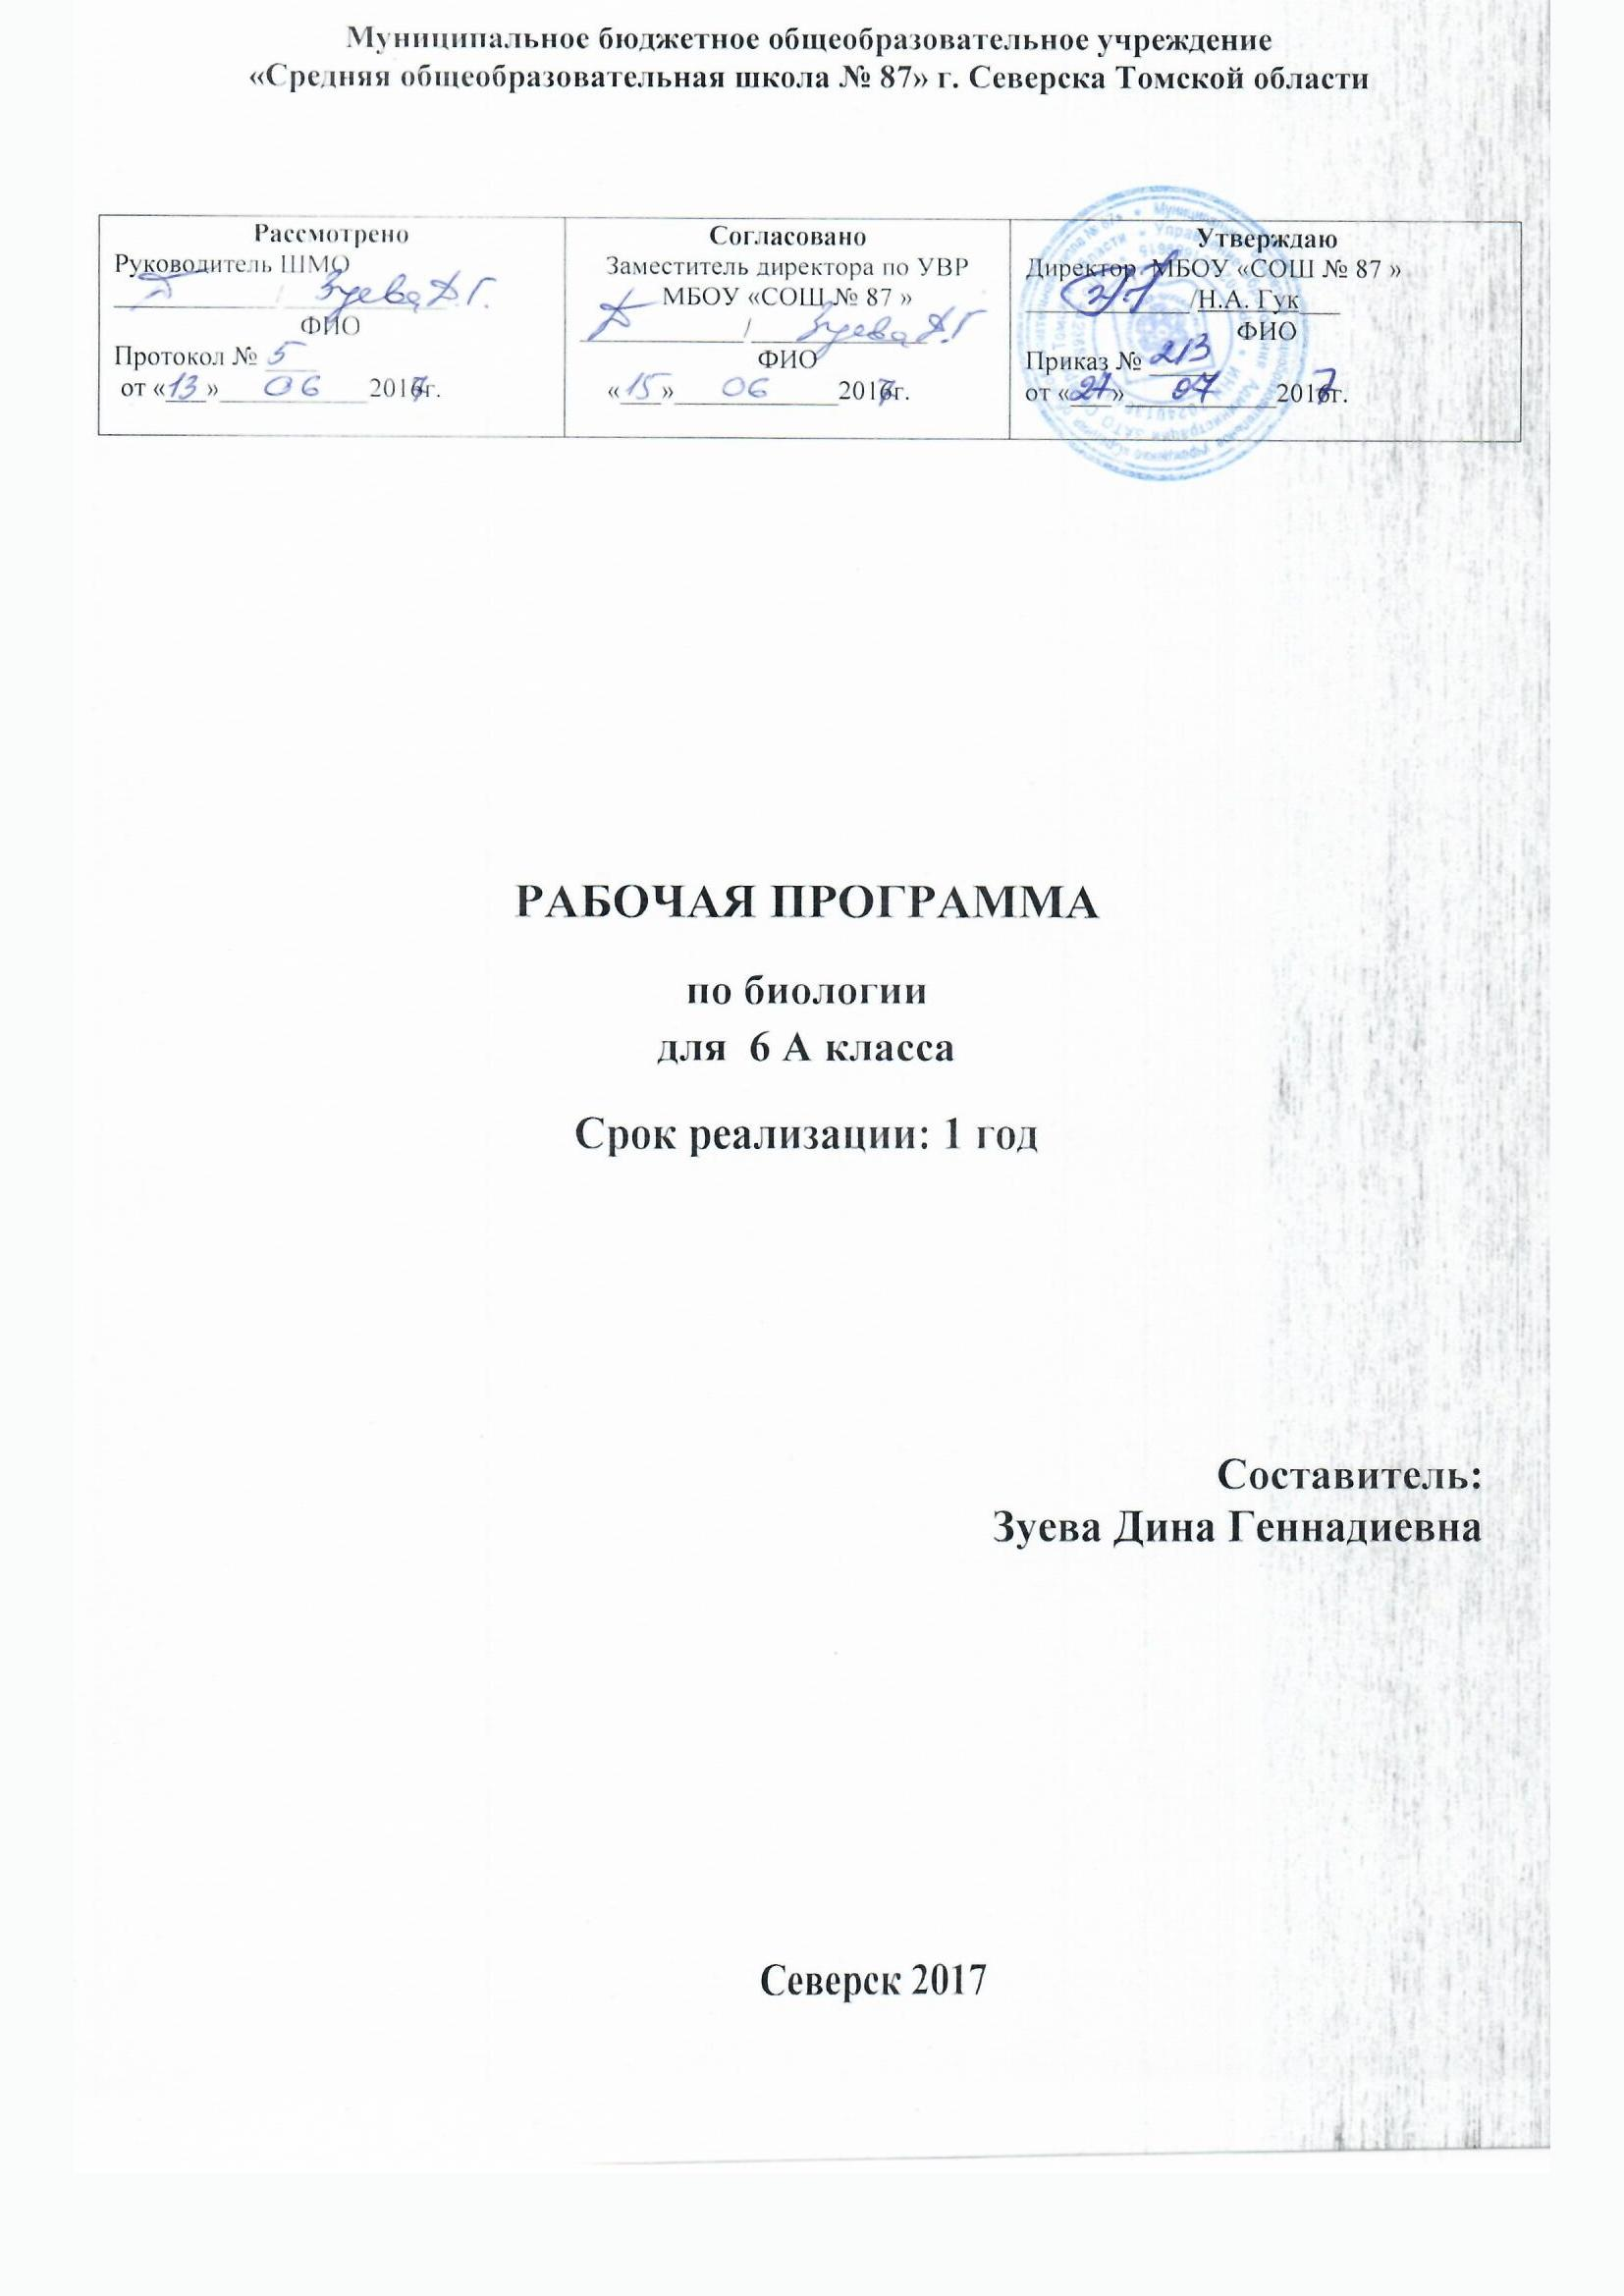 Муниципальное бюджетное общеобразовательное учреждение
«Средняя общеобразовательная школа № 87» г. Северска Томской области
Рассмотрено
Руководитель ШМО
/ Зуева Д.Г.
ФИО
Протокол № 5
от «13» 06 2017г.
Согласовано
Заместитель директора по УВР
МБОУ «СОШ № 87 »
/ Зуева Д.Г
ФИО
«15» 06 2017г.
Утверждаю
Директор МБОУ «СОШ № 87 »
/Н.А. Гук
ФИО
Приказ № 213
от «27» 07 2017г.
РАБОЧАЯ ПРОГРАММА
по биологии
для 6 А класса
Срок реализации: 1 год
Составитель:
Зуева Дина Геннадиевна
Северск 2017